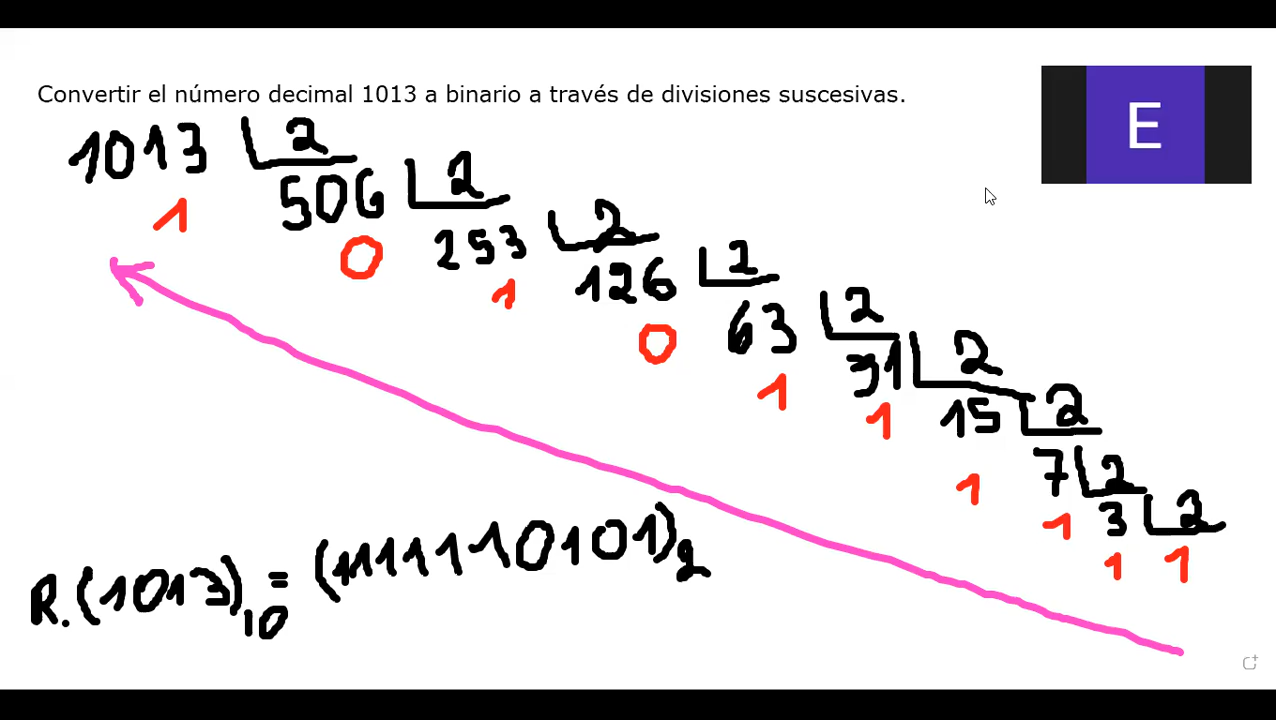 Convertir el número decimal 1013 a binario a través de divisiones suscesivas.
E
1013 2
1 506 2
0 253 2
1 126 2
0 63 2
1 31 2
1 15 2
1 7 2
1 3 2
1 1
R. (1013)10 = (1111110101)2